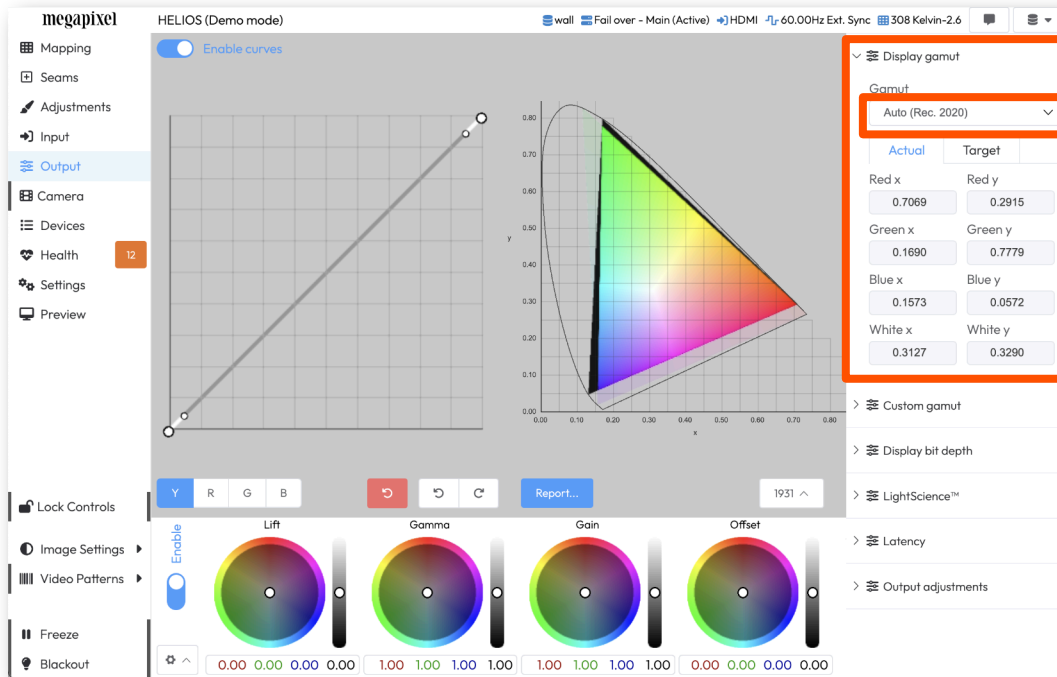 megapixel
HELIOS (Demo mode)
wall
Fail over - Main (Active)
HDMI
60.00Hz Ext. Sync
308 Kelvin-2.6
Mapping
Seams
Adjustments
Input
Output
Camera
Devices
Health
12
Settings
Preview
Lock Controls
Image Settings
Video Patterns
Freeze
Blackout
Enable curves
0.80
0.70
0.60
0.50
0.40
0.30
0.20
0.10
0.00
y
0.00 0.10 0.20 0.30 0.40 0.50 0.60 0.70 0.80
x
Y R G B
Report...
1931
Enable
Lift
Gamma
Gain
Offset
0.00 0.00 0.00 0.00
1.00 1.00 1.00 1.00
1.00 1.00 1.00 1.00
0.00 0.00 0.00 0.00
Display gamut
Gamut
Auto (Rec. 2020)
Actual Target
Red x Red y
0.7069 0.2915
Green x Green y
0.1690 0.7779
Blue x Blue y
0.1573 0.0572
White x White y
0.3127 0.3290
Custom gamut
Display bit depth
LightScience™
Latency
Output adjustments